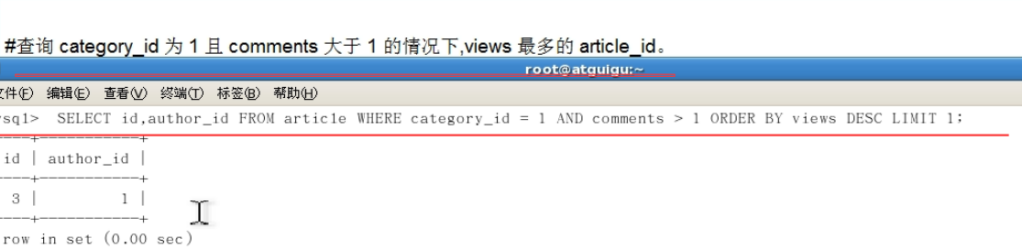 #查询 category_id 为 1 且 comments 大于 1 的情况下,views 最多的 article_id。
root@atguigu:~
文件(F) 编辑(E) 查看(V) 终端(T) 标签(B) 帮助(H)
ysql> SELECT id,author_id FROM article WHERE category_id = 1 AND comments > 1 ORDER BY views DESC LIMIT 1;
----+-----------+
id | author_id |
----+-----------+
3 | 1 |
----+-----------+
row in set (0.00 sec)